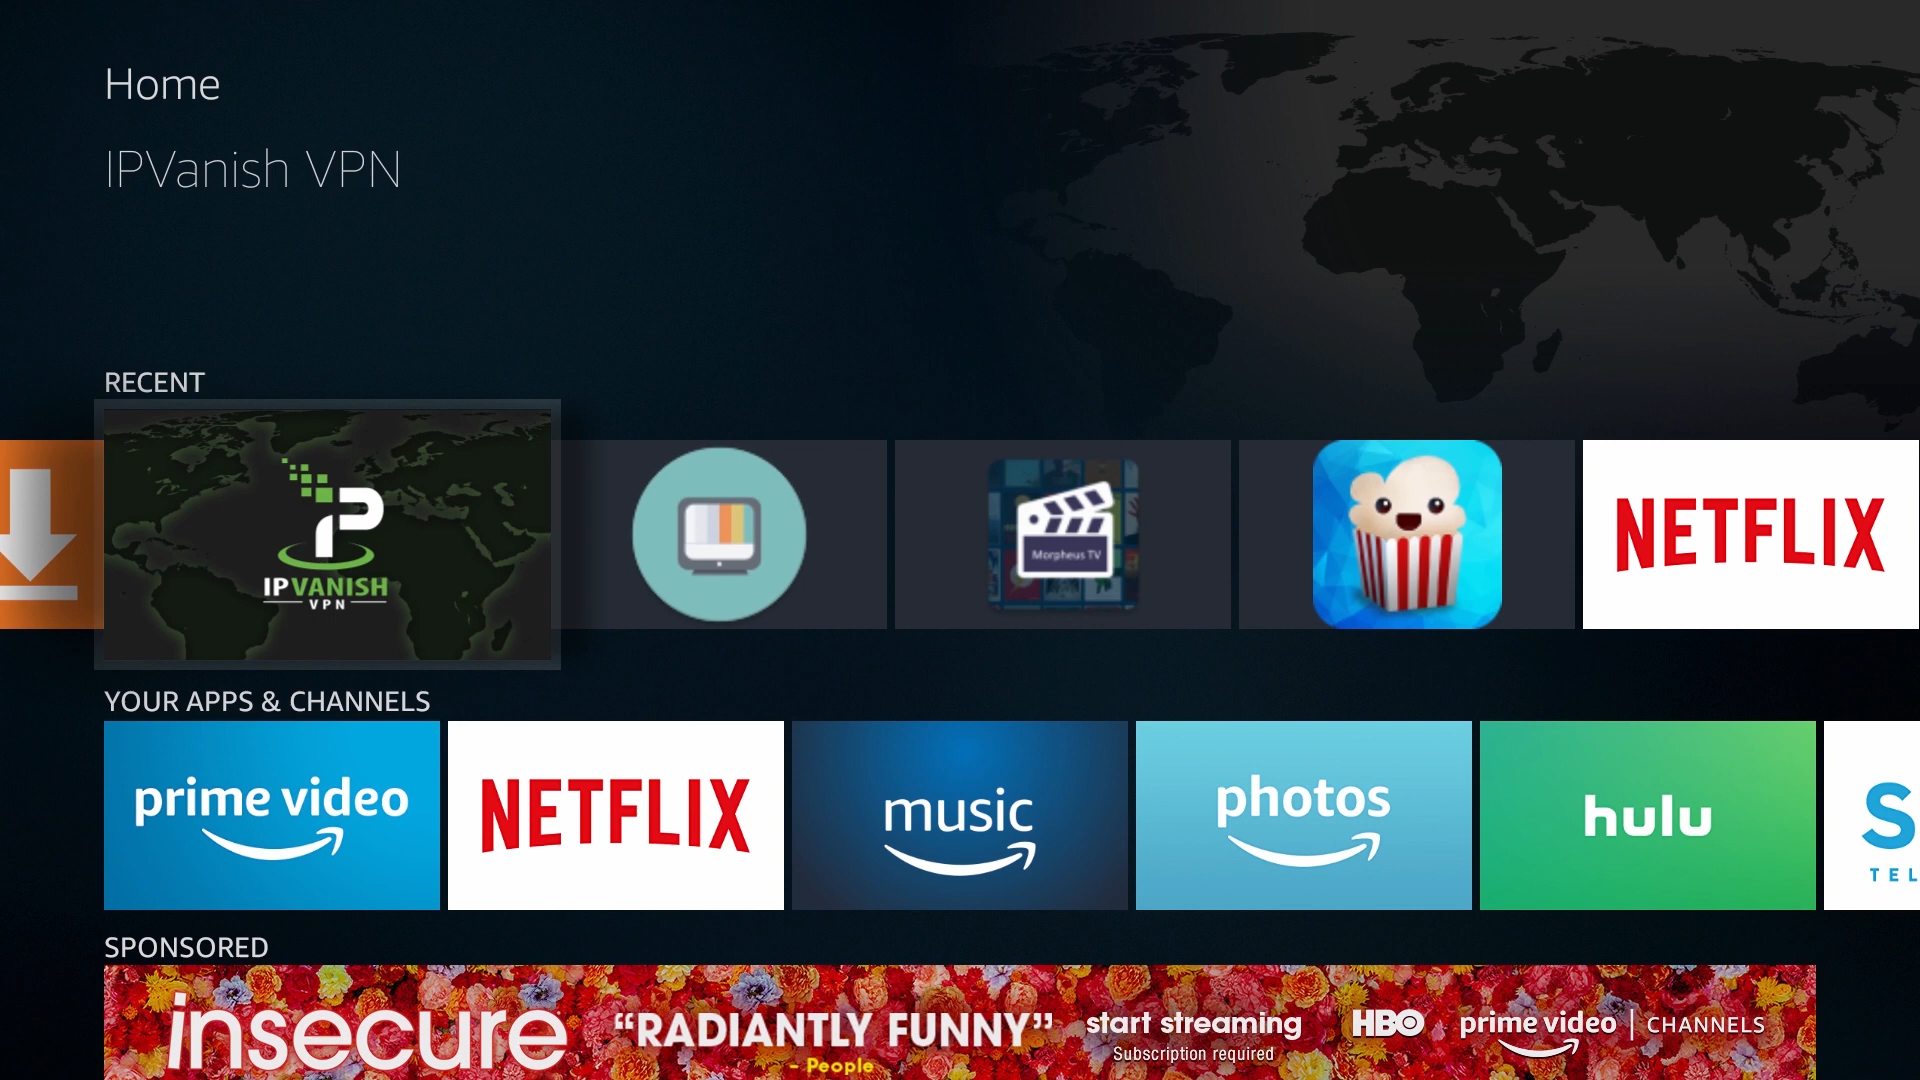 Home
IPVanish VPN
RECENT
IPVANISH
VPN
Morpheus TV
NETFLIX
YOUR APPS & CHANNELS
prime video
NETFLIX
music
photos
hulu
S
TEL
SPONSORED
insecure
“RADIANTLY FUNNY”
– People
start streaming
Subscription required
HBO
prime video | CHANNELS